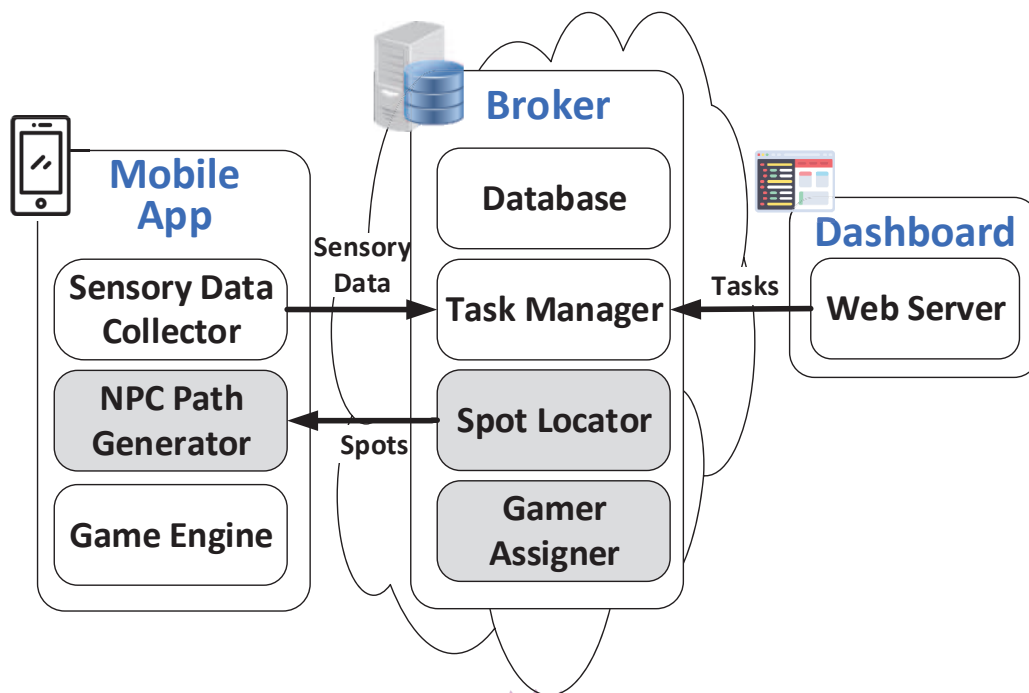 Mobile
App
Sensory Data
Collector
NPC Path
Generator
Game Engine
Sensory
Data
Spots
Broker
Database
Task Manager
Spot Locator
Gamer
Assigner
Tasks
Dashboard
Web Server